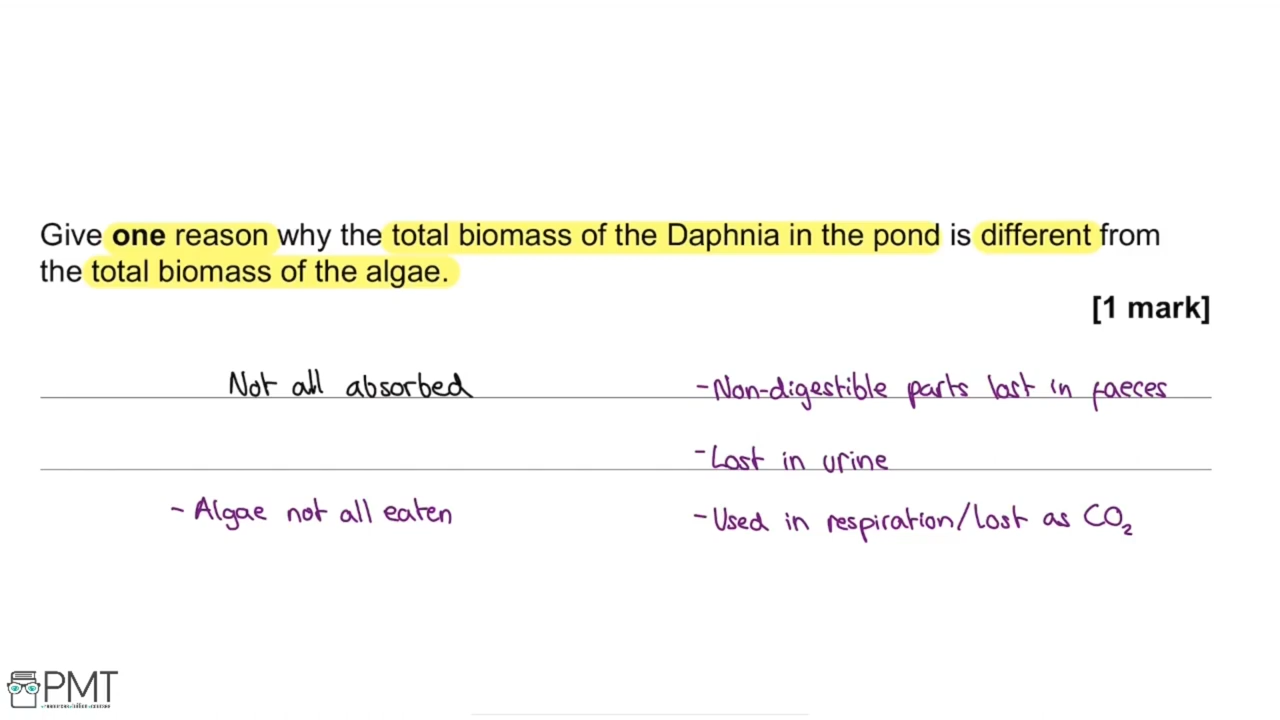 Give one reason why the total biomass of the Daphnia in the pond is different from
the total biomass of the algae.
[1 mark]
Not all absorbed
-Non-digestible parts lost in faeces
-Lost in urine
- Algae not all eaten
-Used in respiration/lost as CO₂
PMT